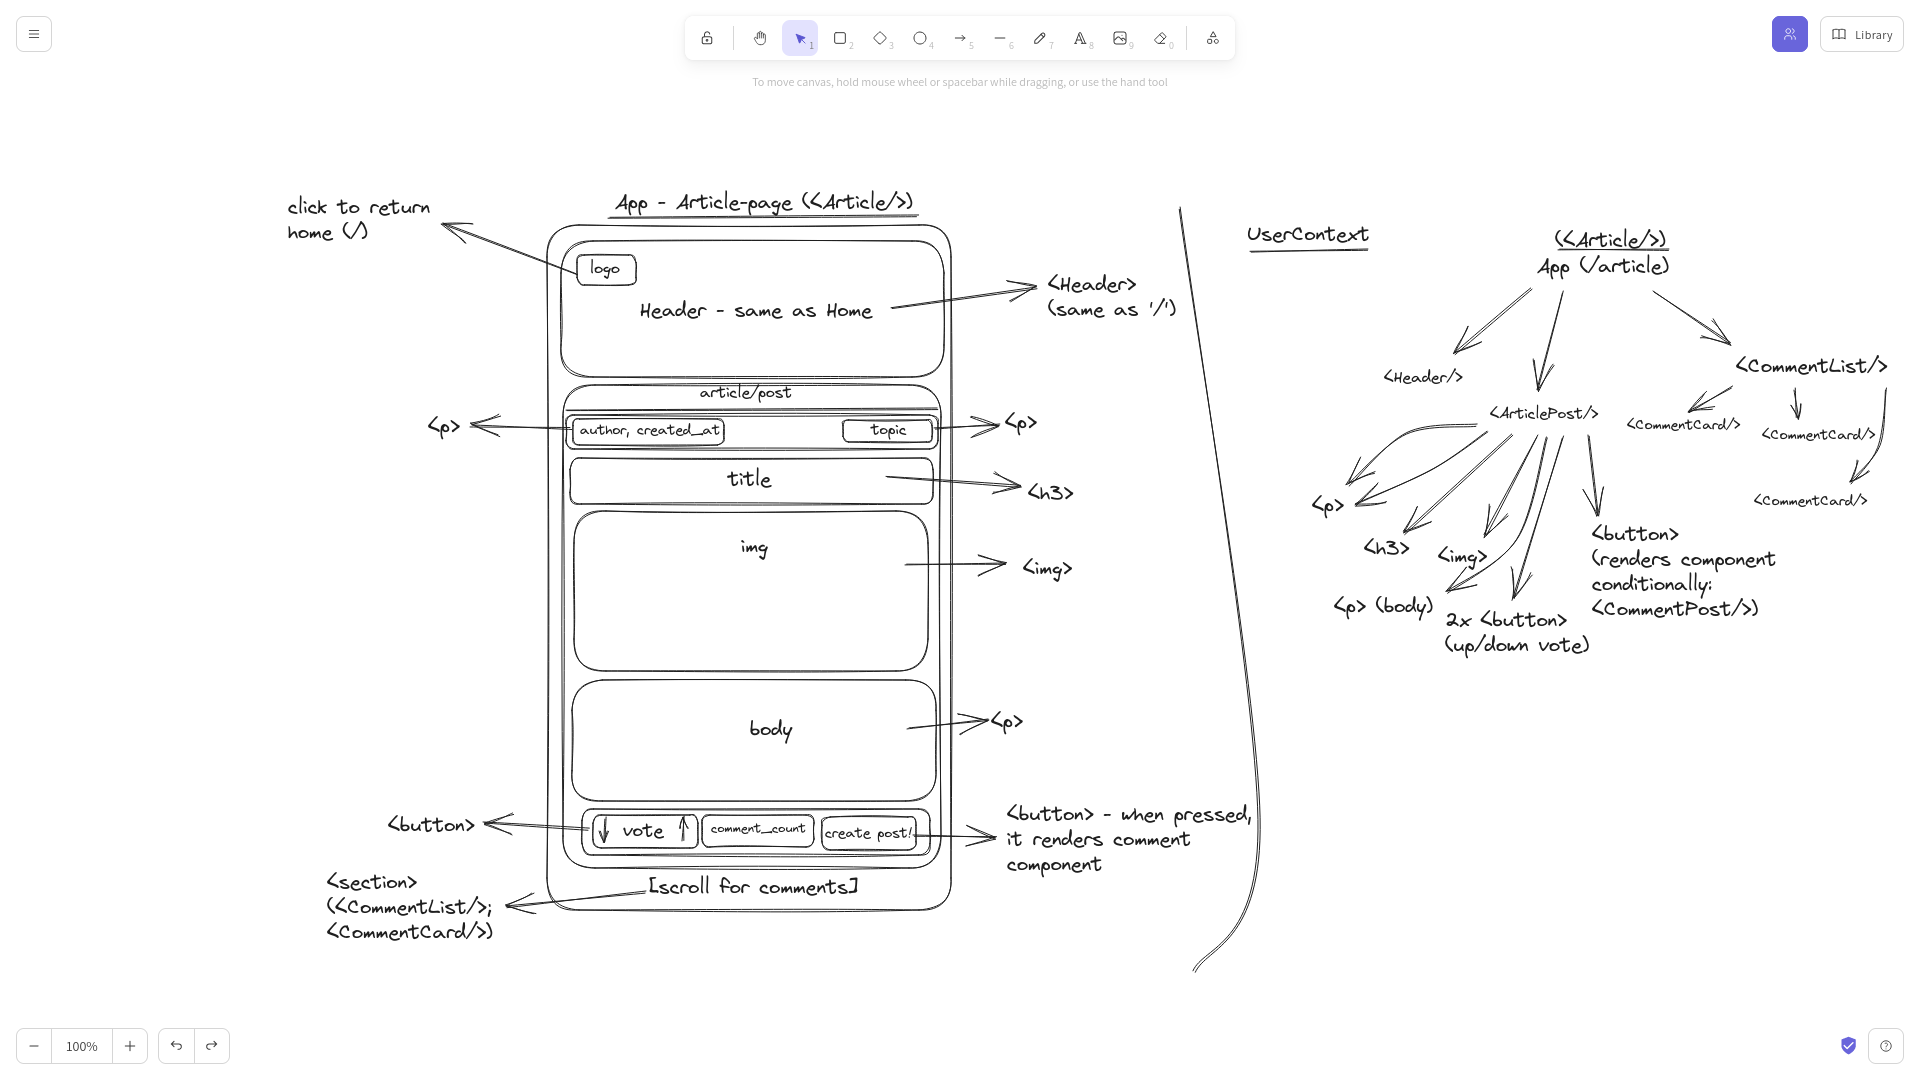 1
2
3
4
5
6
7
8
9
0
Library
To move canvas, hold mouse wheel or spacebar while dragging, or use the hand tool
click to return
home (/)
App - Article-page (<Article/>)
logo
Header - same as Home
<Header>
(same as '/')
article/post
<p>
author, created_at
topic
<p>
title
<h3>
img
<img>
body
<p>
<button>
vote
comment_count
create post!
<button> - when pressed,
it renders comment
component
[scroll for comments]
<section>
(<CommentList/>;
<CommentCard/>)
UserContext
(<Article/>)
App (/article)
<Header/>
<ArticlePost/>
<CommentList/>
<CommentCard/>
<CommentCard/>
<CommentCard/>
<p>
<h3>
<img>
<p> (body)
2x <button>
(up/down vote)
<button>
(renders component
conditionally:
<CommentPost/>)
100%